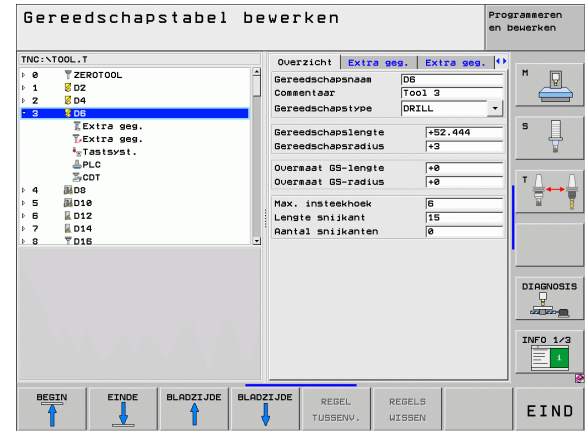 Gereedschapstabel bewerken
Programmeren
en bewerken
TNC:\TOOL.T
0 ZEROTOOL
1 D2
2 D4
3 D6
Extra geg.
Extra geg.
Tastsyst.
PLC
CDT
4 D8
5 D10
6 D12
7 D14
8 D16
Overzicht Extra geg. Extra geg.
Gereedschapsnaam D6
Commentaar Tool 3
Gereedschapstype DRILL
Gereedschapslengte +52.444
Gereedschapsradius +3
Overmaat GS-lengte +0
Overmaat GS-radius +0
Max. insteekhoek 6
Lengte snijkant 15
Aantal snijkanten 0
M
S
T
DIAGNOSIS
INFO 1/3
i
BEGIN
EINDE
BLADZIJDE
BLADZIJDE
REGEL
TUSSENV.
REGELS
WISSEN
EIND